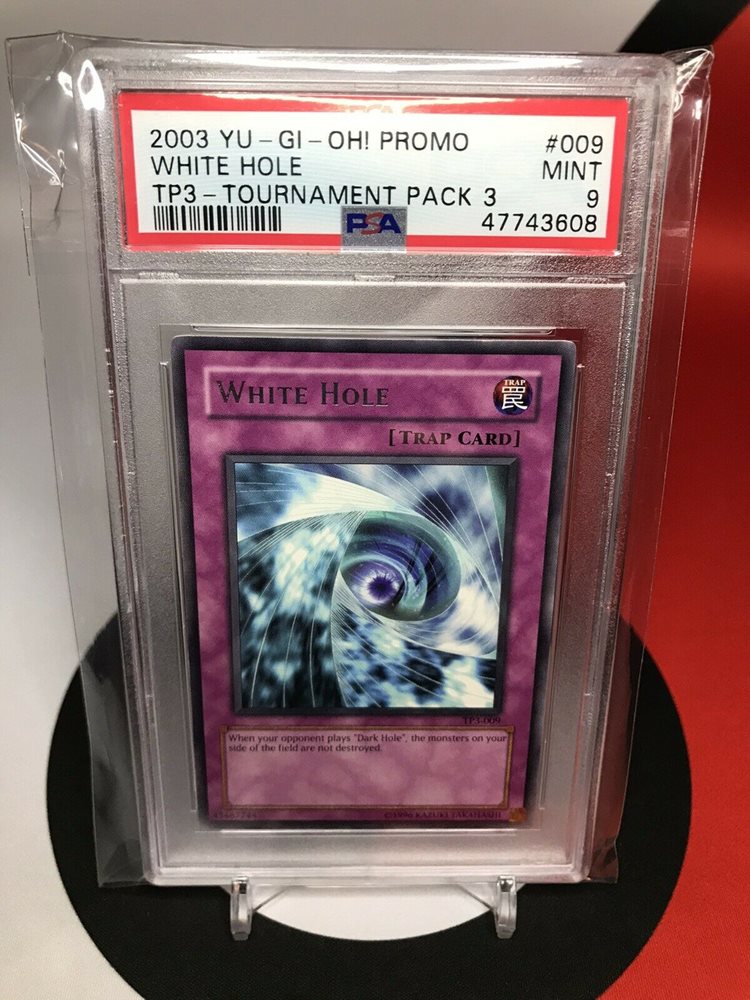 2003 YU-GI-OH! PROMO #009
WHITE HOLE MINT
TP3-TOURNAMENT PACK 3 9
PSA 47743608
WHITE HOLE
TRAP
罠
[TRAP CARD]
TP3-009
When your opponent plays "Dark Hole", the monsters on your
side of the field are not destroyed.
©1996 KAZUKI TAKAHASHI